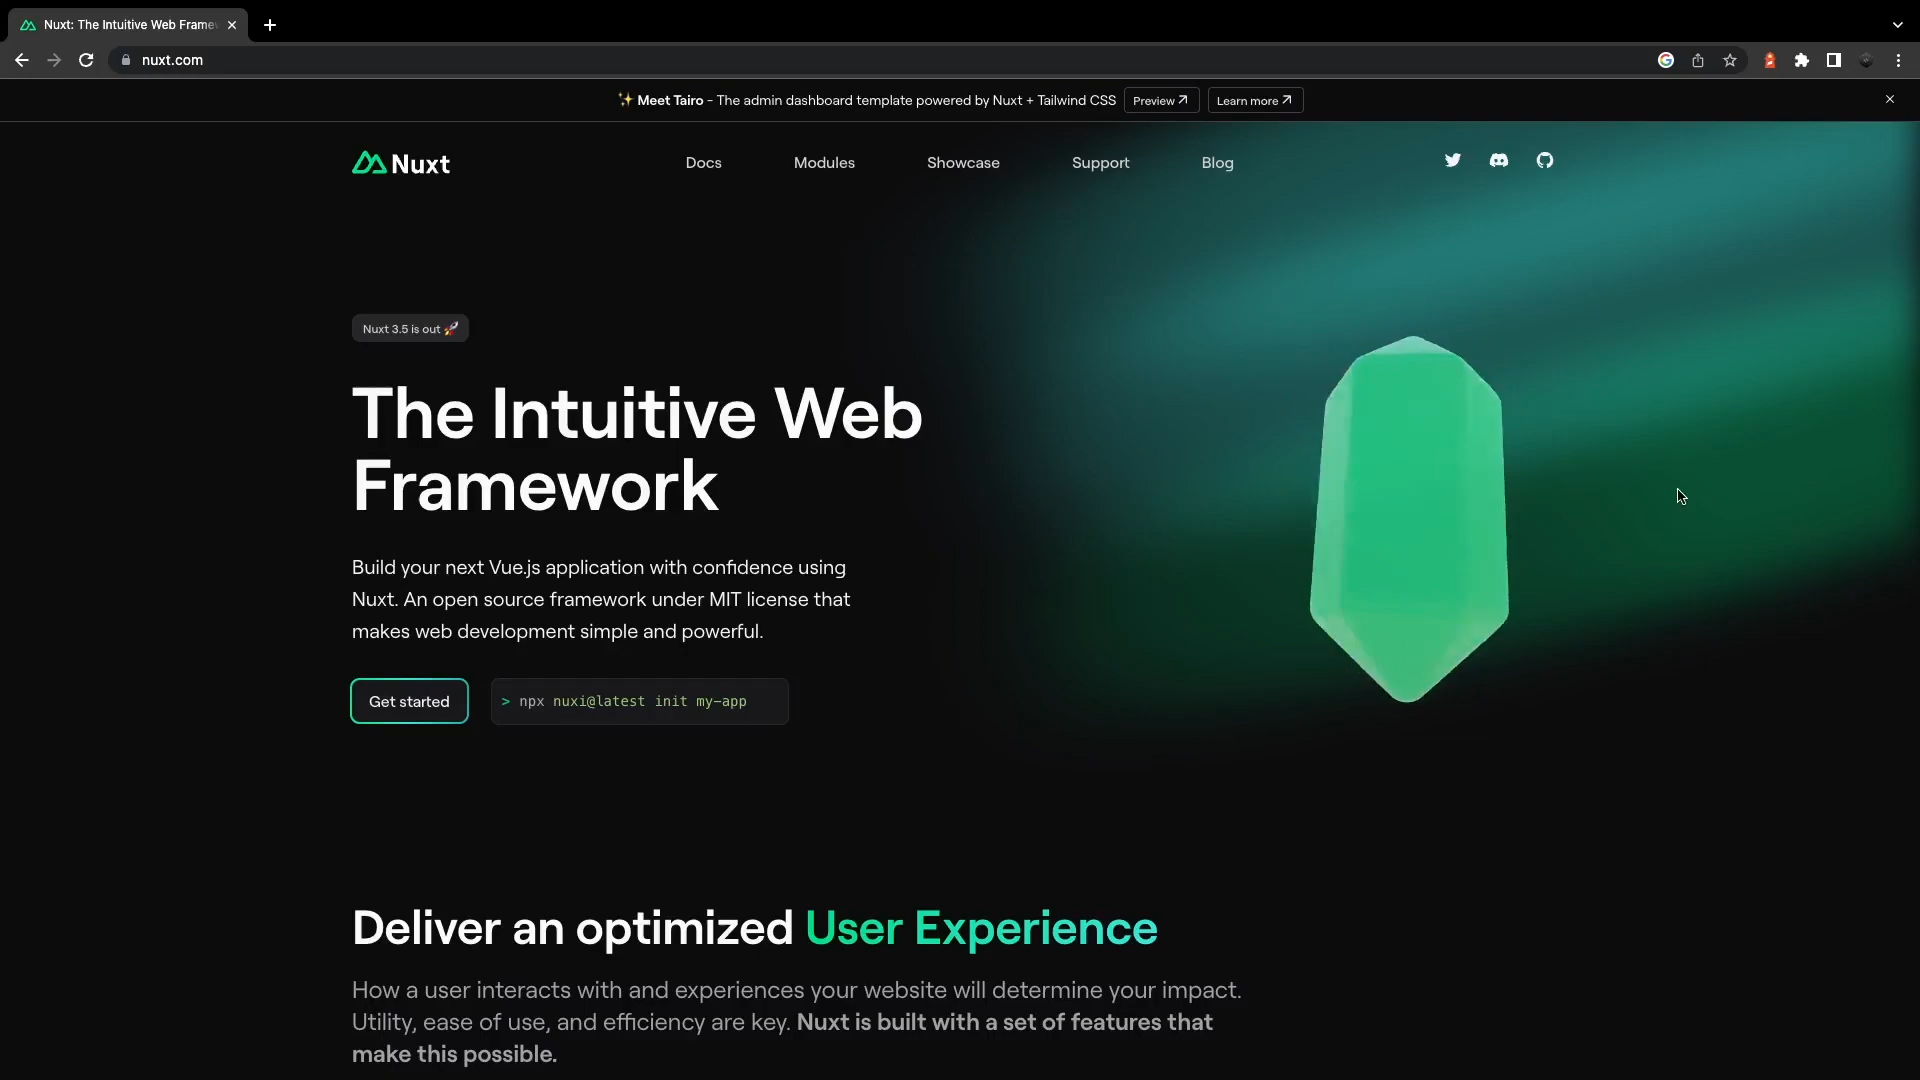 Nuxt: The Intuitive Web Frame
nuxt.com
✨ Meet Tairo - The admin dashboard template powered by Nuxt + Tailwind CSS Preview Learn more
Nuxt Docs Modules Showcase Support Blog
Nuxt 3.5 is out 🚀
The Intuitive Web
Framework
Build your next Vue.js application with confidence using
Nuxt. An open source framework under MIT license that
makes web development simple and powerful.
Get started > npx nuxi@latest init my-app
Deliver an optimized User Experience
How a user interacts with and experiences your website will determine your impact.
Utility, ease of use, and efficiency are key. Nuxt is built with a set of features that
make this possible.